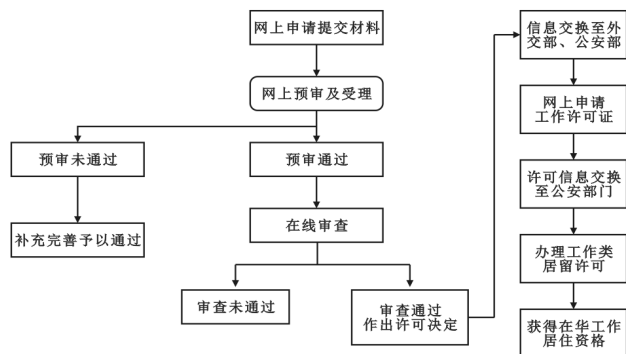 网上申请提交材料
网上预审及受理
预审未通过
预审通过
补充完善予以通过
在线审查
审查未通过
审查通过
作出许可决定
信息交换至外
交部、公安部
网上申请
工作许可证
许可信息交换
至公安部门
办理工作类
居留许可
获得在华工作
居住资格